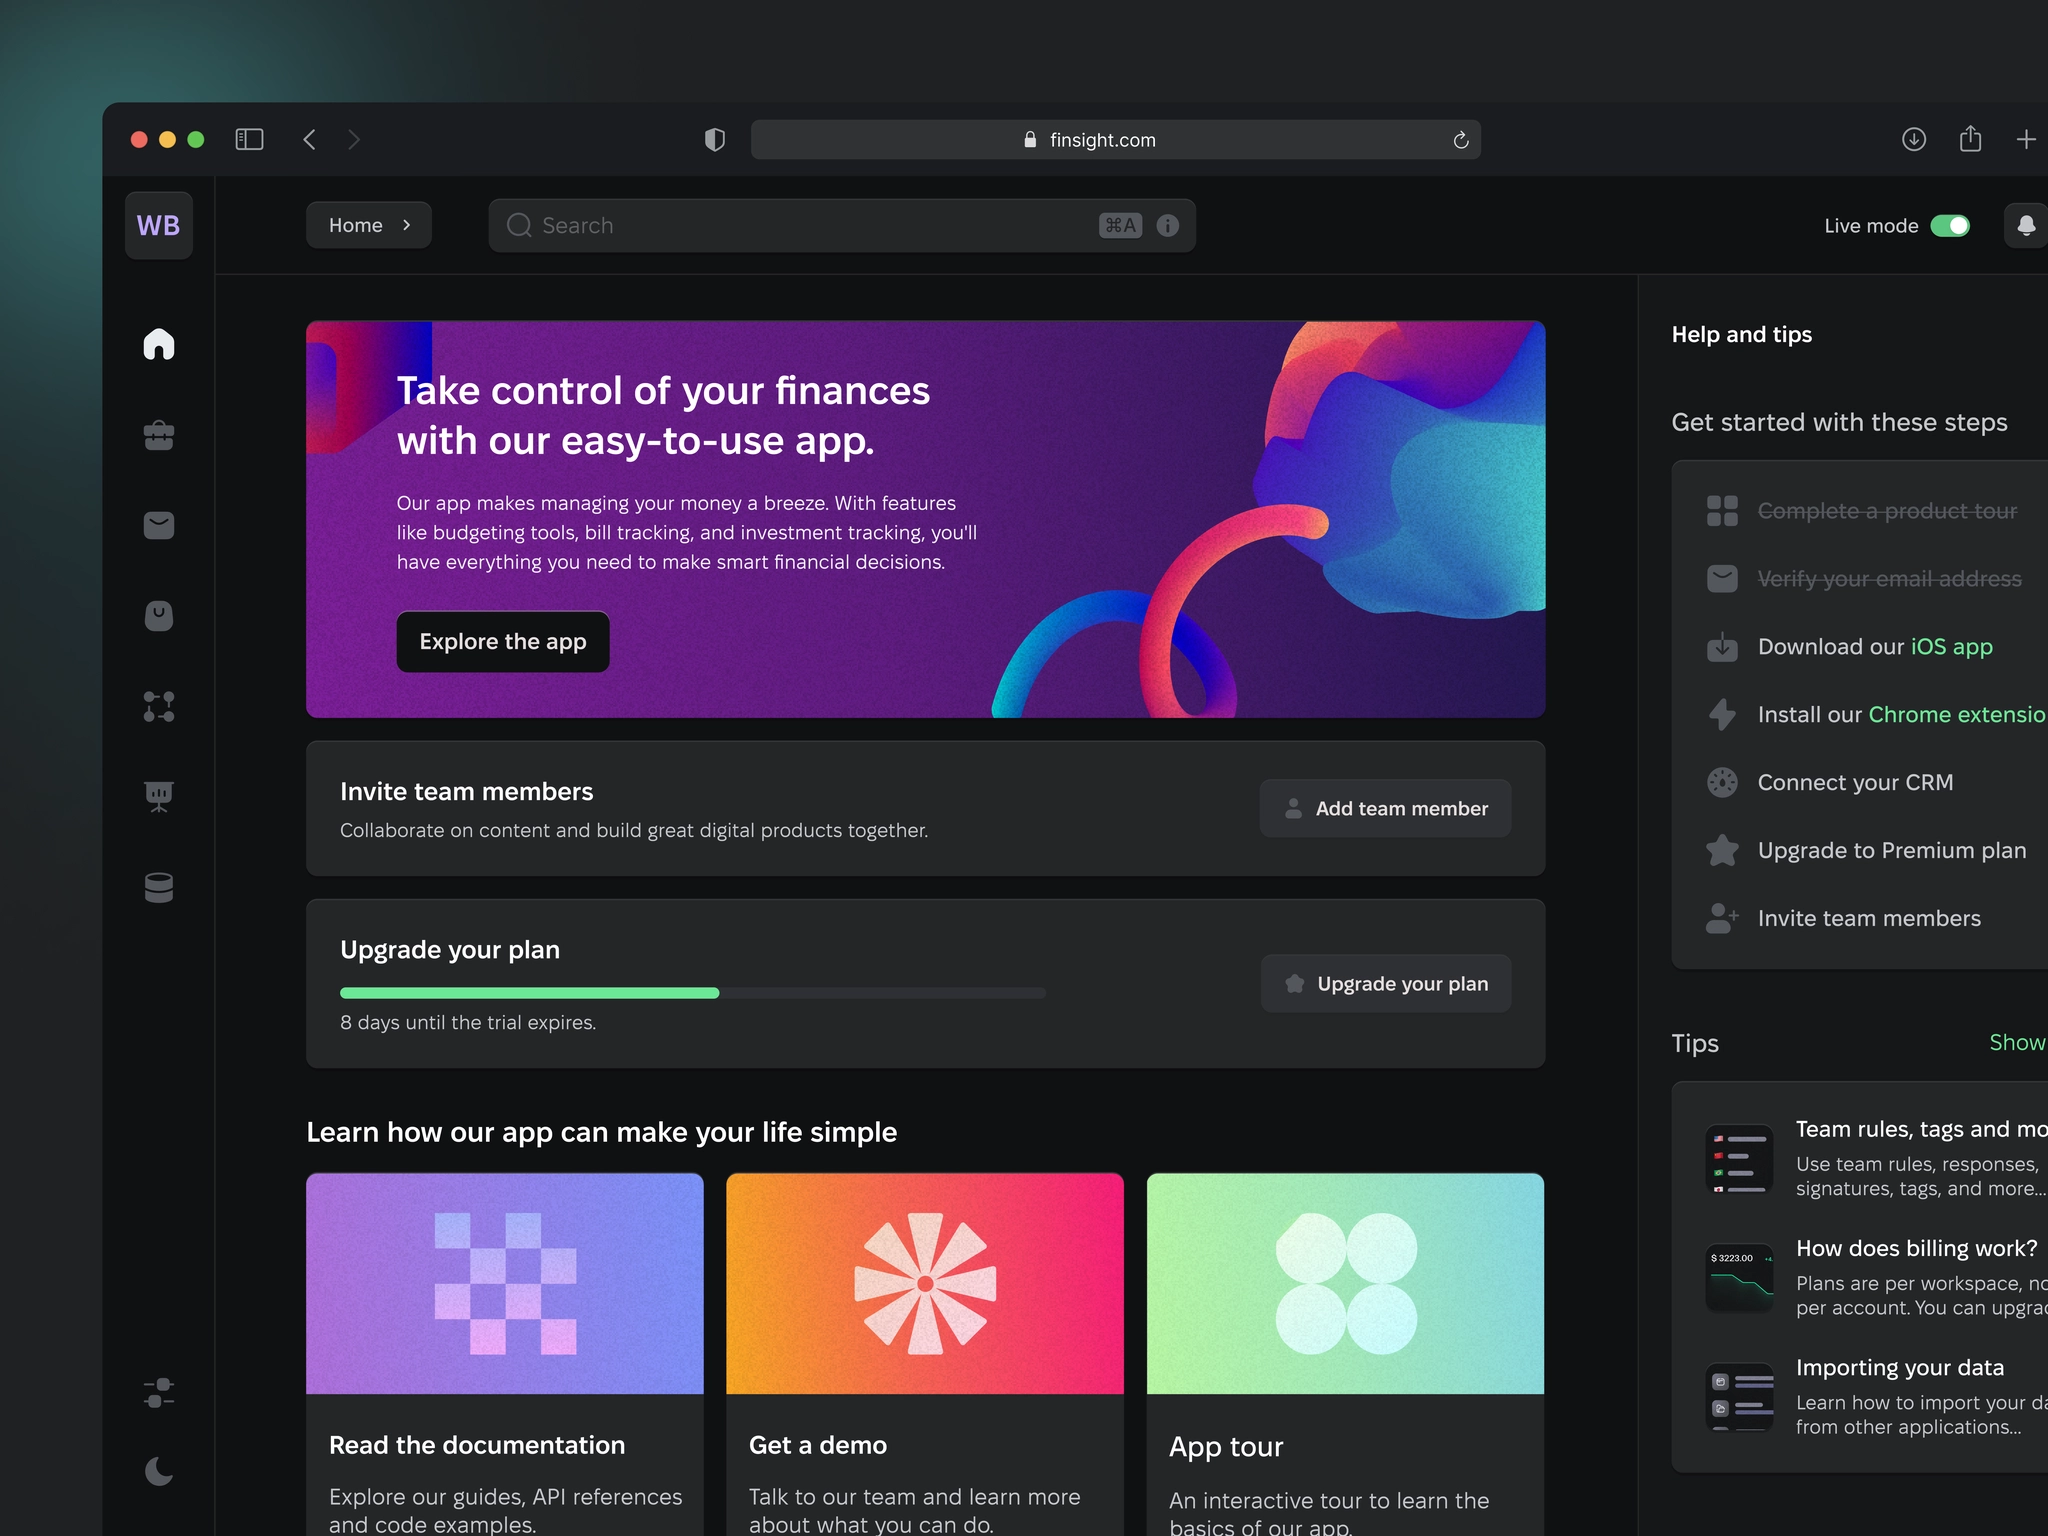 finsight.com
WB
Home
Search
⌘A
Live mode
Take control of your finances
with our easy-to-use app.
Our app makes managing your money a breeze. With features
like budgeting tools, bill tracking, and investment tracking, you'll
have everything you need to make smart financial decisions.
Explore the app
Invite team members
Collaborate on content and build great digital products together.
Add team member
Upgrade your plan
8 days until the trial expires.
Upgrade your plan
Learn how our app can make your life simple
Read the documentation
Explore our guides, API references
and code examples.
Get a demo
Talk to our team and learn more
about what you can do.
App tour
An interactive tour to learn the
basics of our app.
Help and tips
Get started with these steps
Complete a product tour
Verify your email address
Download our iOS app
Install our Chrome extensio
Connect your CRM
Upgrade to Premium plan
Invite team members
Tips
Show
Team rules, tags and mo
Use team rules, responses,
signatures, tags, and more...
$ 3223.00
How does billing work?
Plans are per workspace, no
per account. You can upgra
Importing your data
Learn how to import your da
from other applications...